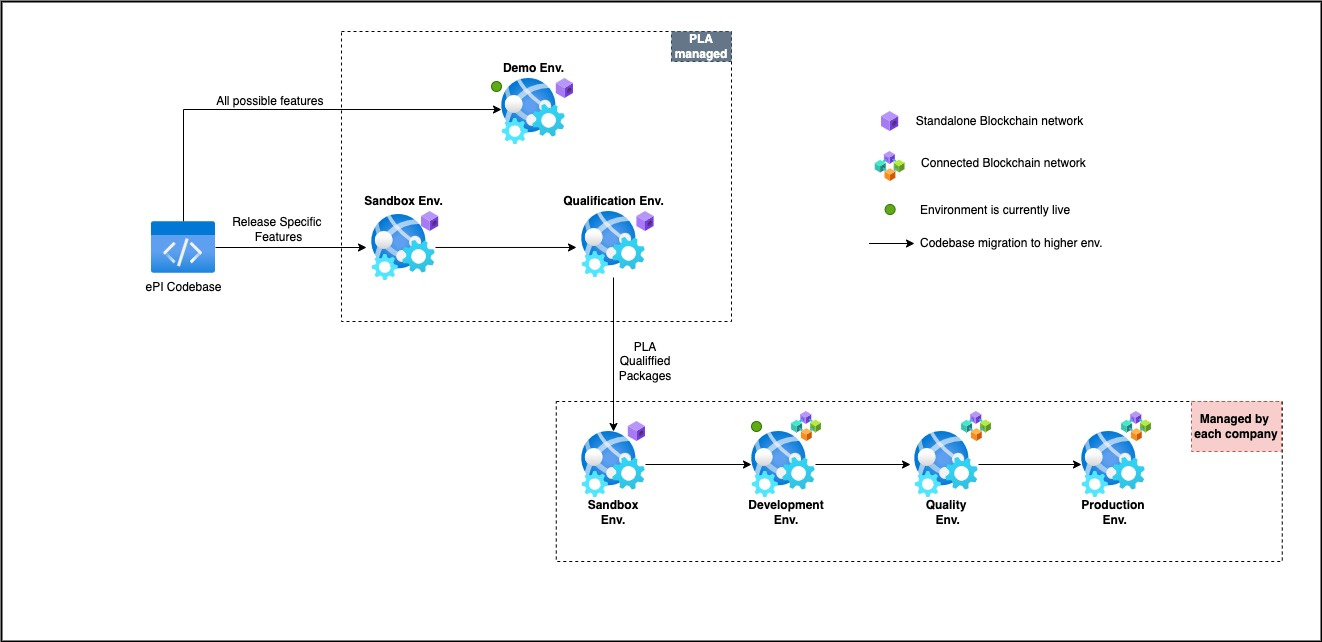 PLA
managed
Demo Env.
All possible features
Standalone Blockchain network
Connected Blockchain network
Sandbox Env.
Qualification Env.
Environment is currently live
Release Specific
Features
Codebase migration to higher env.
</>
ePI Codebase
PLA
Qualiffied
Packages
Managed by
each company
Sandbox
Env.
Development
Env.
Quality
Env.
Production
Env.